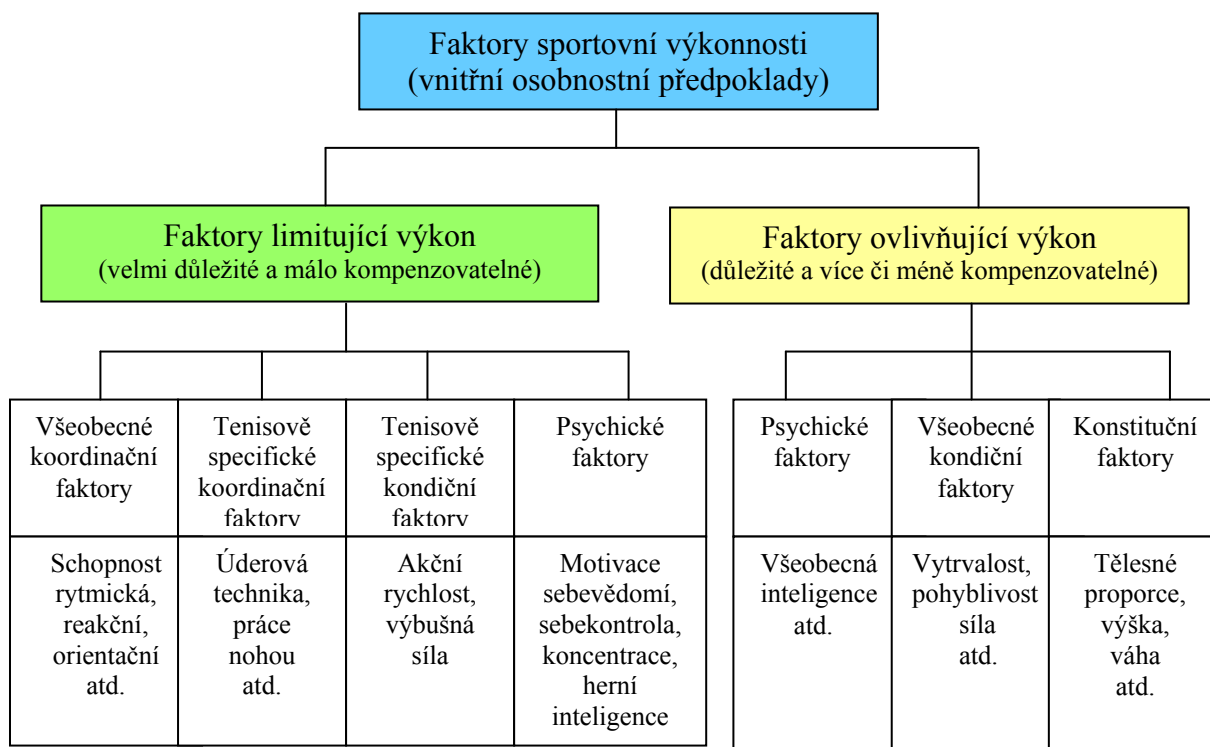 Faktory sportovní výkonnosti
(vnitřní osobnostní předpoklady)
Faktory limitující výkon
(velmi důležité a málo kompenzovatelné)
Faktory ovlivňující výkon
(důležité a více či méně kompenzovatelné)
Všeobecné
koordinační
faktory
Tenisově
specifické
koordinační
faktory
Tenisově
specifické
kondiční
faktory
Psychické
faktory
Psychické
faktory
Všeobecné
kondiční
faktory
Konstituční
faktory
Schopnost
rytmická,
reakční,
orientační
atd.
Úderová
technika,
práce
nohou
atd.
Akční
rychlost,
výbušná
síla
Motivace
sebevědomí,
sebekontrola,
koncentrace,
herní
inteligence
Všeobecná
inteligence
atd.
Vytrvalost,
pohyblivost
síla
atd.
Tělesné
proporce,
výška,
váha
atd.